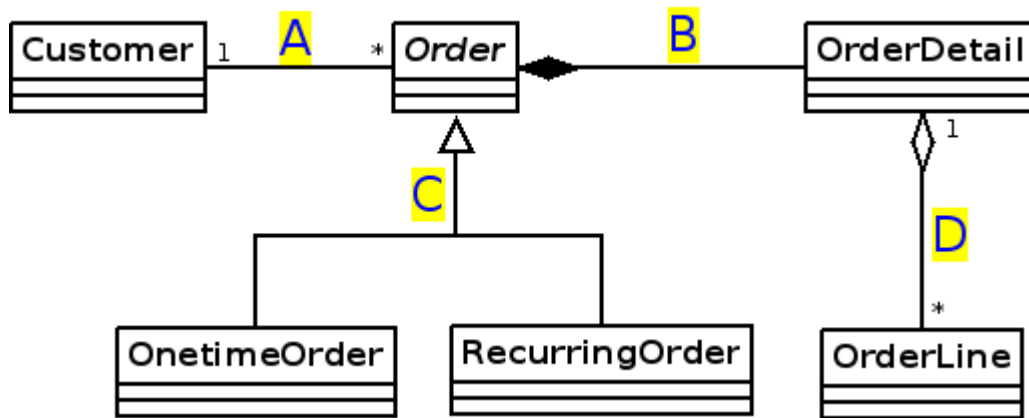 Customer
1
A
*
Order
B
OrderDetail
1
C
D
*
OnetimeOrder
RecurringOrder
OrderLine